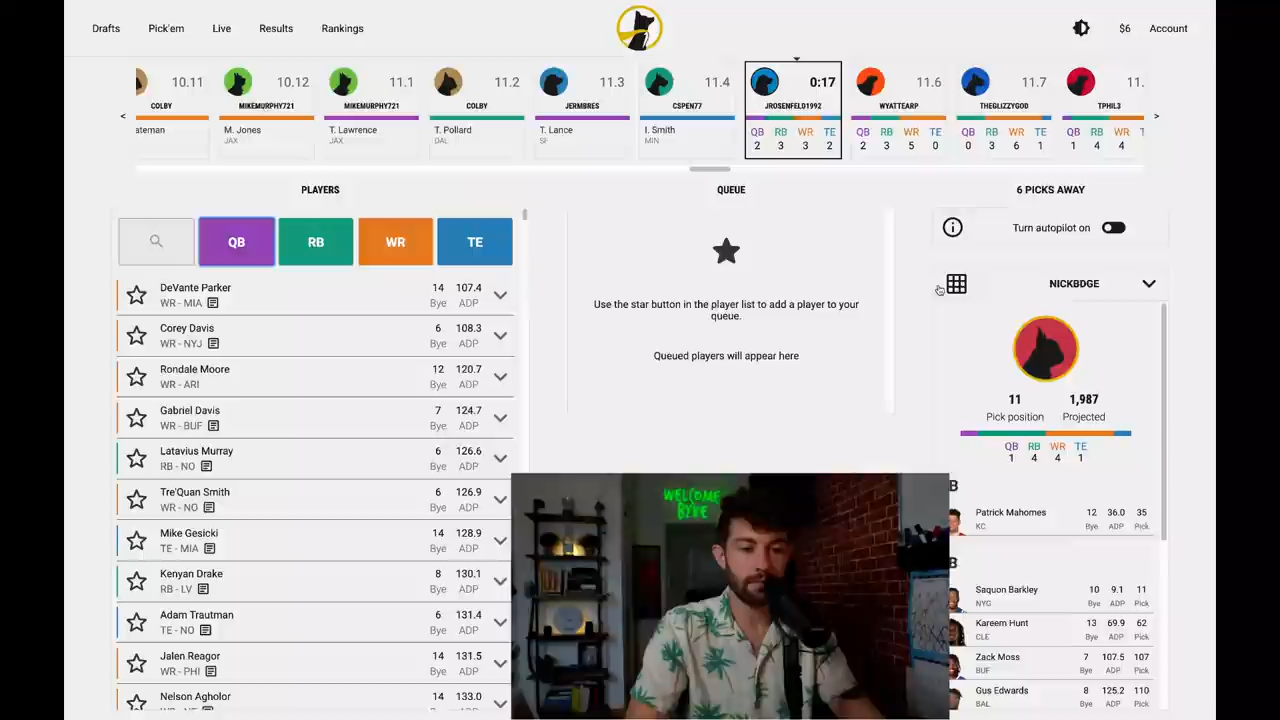 Drafts Pick'em Live Results Rankings $6 Account
10.11 10.12 11.1 11.2 11.3 11.4 0:17 11.6 11.7 11.
COLBY MIKEMURPHY721 MIKEMURPHY721 COLBY JERMBRES CSPEN77 JROSENFELD1992 WYATTEARP THEGLIZZYGOD TPHIL3
< ateman M. Jones T. Lawrence T. Pollard T. Lance I. Smith QB RB WR TE QB RB WR TE QB RB WR TE QB RB WR T >
JAX JAX DAL SF MIN 2 3 3 2 2 3 5 0 0 3 6 1 1 4 4
PLAYERS QUEUE 6 PICKS AWAY
QB RB WR TE
Turn autopilot on
NICKBDGE
DeVante Parker 14 107.4
WR - MIA Bye ADP
Corey Davis 6 108.3
WR - NYJ Bye ADP
Rondale Moore 12 120.7
WR - ARI Bye ADP
Gabriel Davis 7 124.7
WR - BUF Bye ADP
Latavius Murray 6 126.6
RB - NO Bye ADP
Tre'Quan Smith 6 126.9
WR - NO Bye ADP
Mike Gesicki 14 128.9
TE - MIA Bye ADP
Kenyan Drake 8 130.1
RB - LV Bye ADP
Adam Trautman 6 131.4
TE - NO Bye ADP
Jalen Reagor 14 131.5
WR - PHI Bye ADP
Nelson Agholor 14 133.0
Use the star button in the player list to add a player to your
queue.
Queued players will appear here
WELCOME
BYKE
11 1,987
Pick position Projected
QB RB WR TE
1 4 4 1
B
Patrick Mahomes 12 36.0 35
KC Bye ADP Pick
B
Saquon Barkley 10 9.1 11
NYG Bye ADP Pick
Kareem Hunt 13 69.9 62
CLE Bye ADP Pick
Zack Moss 7 107.5 107
BUF Bye ADP Pick
Gus Edwards 8 125.2 110
BAL Bye ADP Pick